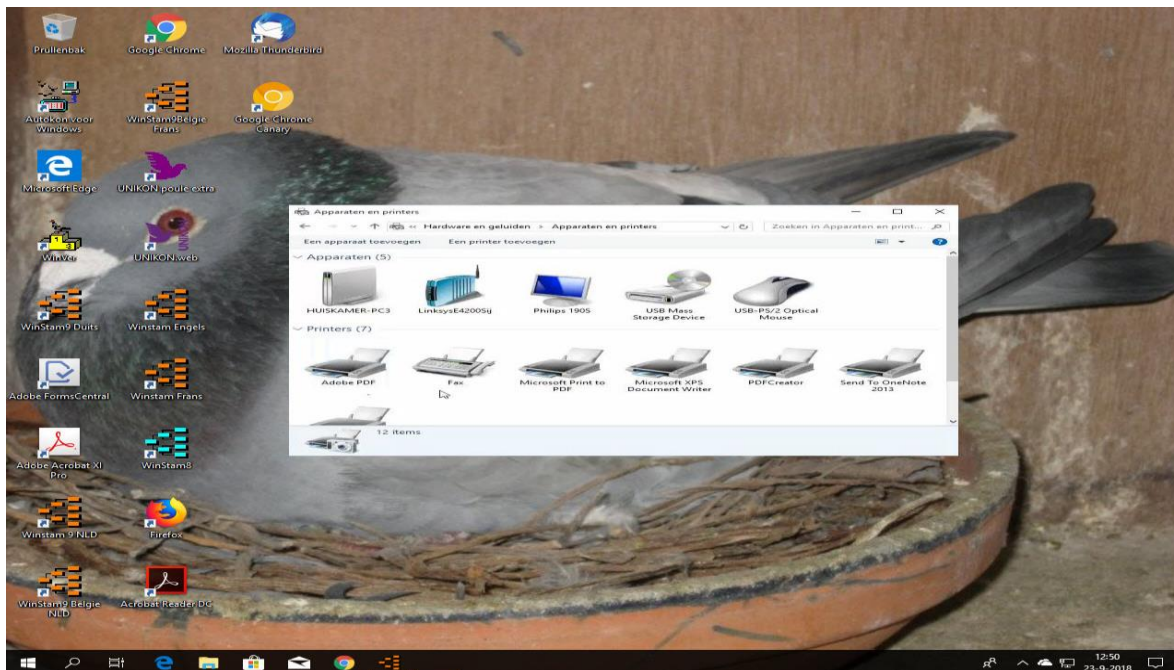 Prullenbak
Google Chrome
Mozilla Thunderbird
Autokon voor
Windows
WinStam9Belgie
Frans
Google Chrome
Canary
Microsoft Edge
UNIKON poule extra
WinVer
UNIKON.web
WinStam9 Duits
Winstam Engels
Adobe FormsCentral
Winstam Frans
Adobe Acrobat XI
Pro
WinStam8
Winstam 9 NLD
Firefox
WinStam9 Belgie
NLD
Acrobat Reader DC
Apparaten en printers
« Hardware en geluiden > Apparaten en printers
Zoeken in Apparaten en print...
Een apparaat toevoegen
Een printer toevoegen
Apparaten (5)
HUISKAMER-PC3
LinksysE4200Sij
Philips 190S
USB Mass
Storage Device
USB-PS/2 Optical
Mouse
Printers (7)
Adobe PDF
Fax
Microsoft Print to
PDF
Microsoft XPS
Document Writer
PDFCreator
Send To OneNote
2013
12 items
12:50
23-9-2018